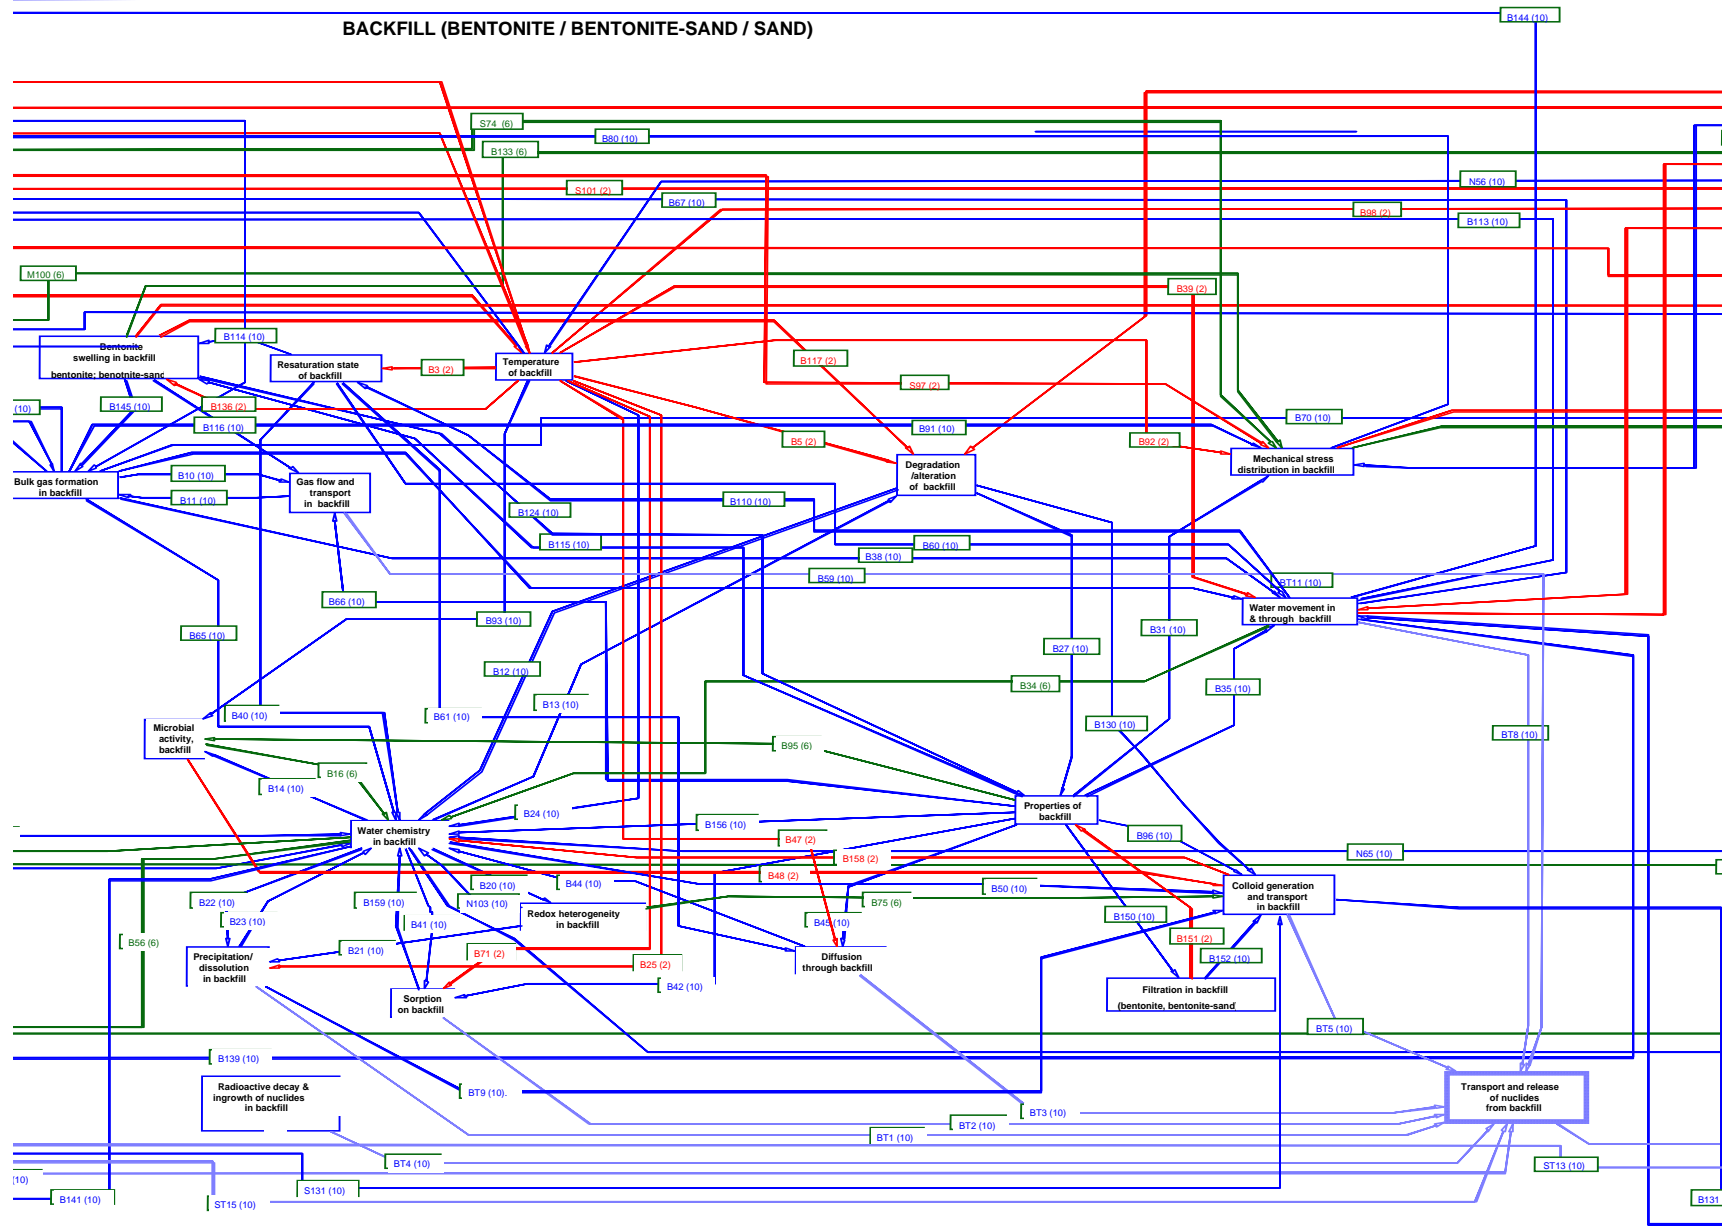 B144 (10)
BACKFILL (BENTONITE / BENTONITE-SAND / SAND)
S74 (6)
B80 (10)
B133 (6)
S101 (2)
B67 (10)
N56 (10)
B98 (2)
B113 (10)
M100 (6)
B39 (2)
B114 (10)
Bentonite
swelling in backfill
bentonite; benotnite-sand
Resaturation state
of backfill
B3 (2)
Temperature
of backfill
B117 (2)
S97 (2)
(10)
B145 (10)
B136 (2)
B116 (10)
B70 (10)
B91 (10)
B5 (2)
B92 (2)
Mechanical stress
distribution in backfill
Bulk gas formation
in backfill
B10 (10)
B11 (10)
Gas flow and
transport
in backfill
Degradation
/alteration
of backfill
B124 (10)
B110 (10)
B115 (10)
B60 (10)
B38 (10)
B59 (10)
BT11 (10)
B66 (10)
B93 (10)
B65 (10)
Water movement in
& through backfill
B31 (10)
B27 (10)
B12 (10)
B34 (6)
B35 (10)
B13 (10)
B40 (10)
B61 (10)
B130 (10)
BT8 (10)
Microbial
activity,
backfill
B95 (6)
B16 (6)
B14 (10)
B24 (10)
B156 (10)
Properties of
backfill
Water chemistry
in backfill
B47 (2)
B96 (10)
B158 (2)
N65 (10)
B48 (2)
B22 (10)
B159 (10)
B20 (10)
N103 (10)
B44 (10)
B50 (10)
B75 (6)
Colloid generation
and transport
in backfill
B23 (10)
B41 (10)
Redox heterogeneity
in backfill
B45 (10)
B150 (10)
B56 (6)
B21 (10)
B71 (2)
B25 (2)
B151 (2)
B152 (10)
Precipitation/
dissolution
in backfill
Diffusion
through backfill
B42 (10)
Sorption
on backfill
Filtration in backfill
(bentonite, bentonite-sand
BT5 (10)
B139 (10)
Radioactive decay &
ingrowth of nuclides
in backfill
BT9 (10).
Transport and release
of nuclides
from backfill
BT3 (10)
BT2 (10)
BT1 (10)
BT4 (10)
ST13 (10)
(10)
B141 (10)
S131 (10)
ST15 (10)
B131